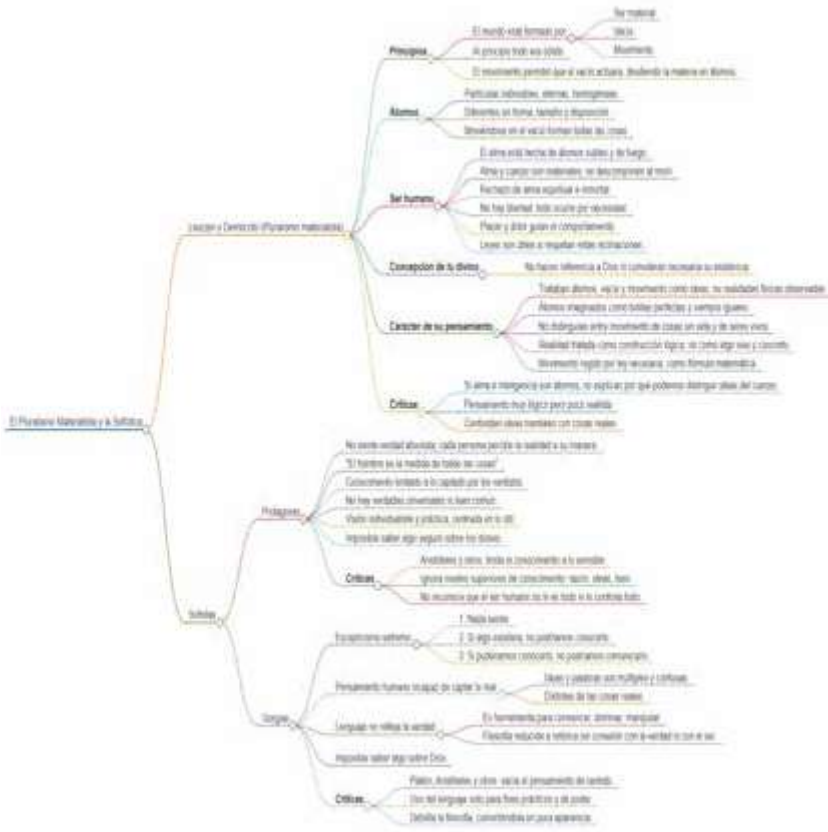 El Pluralismo Materialista y la Sofística
Leucipo y Demócrito (Pluralismo materialista)
Principios
El mundo está formado por
Ser material
Vacío
Movimiento
Al principio todo era sólido
El movimiento permitió que el vacío actuara, dividiendo la materia en átomos.
Átomos
Partículas indivisibles, eternas, homogéneas.
Diferentes en forma, tamaño y disposición
Moviéndose en el vacío forman todas las cosas.
Ser humano
El alma está hecha de átomos sutiles y de fuego.
Alma y cuerpo son materiales; se descomponen al morir.
Rechazo de alma espiritual e inmortal
No hay libertad: todo ocurre por necesidad
Placer y dolor guían el comportamiento
Leyes son útiles si respetan estas inclinaciones.
Concepción de lo divino
No hacen referencia a Dios ni consideran necesaria su existencia
Carácter de su pensamiento
Trataban átomos, vacío y movimiento como ideas, no realidades físicas observables
Átomos imaginados como bolitas perfectas y siempre iguales.
No distinguían entre movimiento de cosas sin vida y de seres vivos.
Realidad tratada como construcción lógica, no como algo vivo y concreto.
Movimiento regido por ley necesaria, como fórmula matemática.
Críticas
Si alma e inteligencia son átomos, no explican por qué podemos distinguir ideas del cuerpo.
Pensamiento muy lógico pero poco realista
Confunden ideas mentales con cosas reales
Sofistas
Protágoras
No existe verdad absoluta; cada persona percibe la realidad a su manera.
"El hombre es la medida de todas las cosas"
Conocimiento limitado a lo captado por los sentidos.
No hay verdades universales ni bien común
Visión individualista y práctica, centrada en lo útil
Imposible saber algo seguro sobre los dioses.
Críticas
Aristóteles y otros: limita el conocimiento a lo sensible
Ignora niveles superiores de conocimiento: razón, ideas, bien.
No reconoce que el ser humano no lo es todo ni lo controla todo.
Gorgias
Escepticismo extremo
1. Nada existe
2. Si algo existiera, no podríamos conocerlo
3. Si pudiéramos conocerlo, no podríamos comunicarlo.
Pensamiento humano incapaz de captar lo real
Ideas y palabras son múltiples y confusas
Distintas de las cosas reales
Lenguaje no refleja la verdad
Es herramienta para convencer, dominar, manipular
Filosofía reducida a retórica sin conexión con la verdad ni con el ser.
Imposible saber algo sobre Dios.
Críticas
Platón, Aristóteles y otros: vacía el pensamiento de sentido.
Uso del lenguaje solo para fines prácticos y de poder.
Debilita la filosofía, convirtiéndola en pura apariencia.